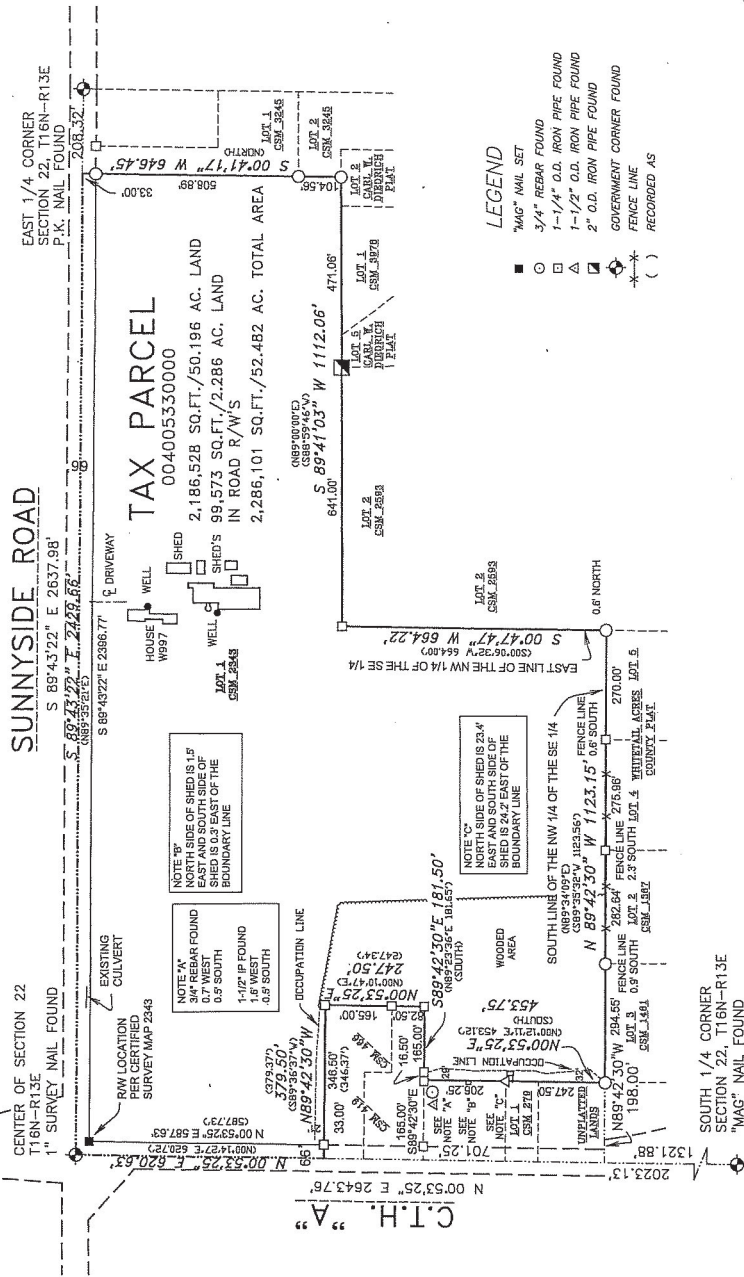 SUNNYSIDE ROAD
CENTER OF SECTION 22
T16N-R13E
1" SURVEY NAIL FOUND
EAST 1/4 CORNER
SECTION 22, T16N-R13E
P.K. NAIL FOUND
208.32'
S 89°43'22" E 2637.98'
S 89°43'22" E 2429.66'
(N89°35'21"E)
S 89°43'22" E 2396.77'
66
33.00'
R/W LOCATION
PER CERTIFIED
SURVEY MAP 2343
EXISTING
CULVERT
℄ DRIVEWAY
TAX PARCEL
004005330000
2,186,528 SQ.FT./50.196 AC. LAND
99,573 SQ.FT./2.286 AC. LAND
IN ROAD R/W'S
2,286,101 SQ.FT./52.482 AC. TOTAL AREA
HOUSE
W997
WELL
WELL
SHED
SHED'S
LOT 1
CSM 2343
S 00°41'17" W 646.45'
(NORTH)
508.89'
104.56'
LOT 1
CSM 3245
LOT 2
CSM 3245
LOT 2
CARL W.
DIEDRICH
PLAT
471.06'
LOT 1
CSM 3976
LOT 5
CARL W.
DIEDRICH
PLAT
(N89°00'00"E)
(S88°59'46"W)
S 89°41'03" W 1112.06'
641.00'
LOT 2
CSM 2593
LOT 2
CSM 2593
S 00°47'47" W 664.22'
(S00°06'32"W 664.00')
EAST LINE OF THE NW 1/4 OF THE SE 1/4
0.6' NORTH
NOTE "A"
3/4" REBAR FOUND
0.7' WEST
0.5' SOUTH
1-1/2" IP FOUND
1.6' WEST
0.8' SOUTH
NOTE "B"
NORTH SIDE OF SHED IS 1.5'
EAST AND SOUTH SIDE OF
SHED IS 0.3' EAST OF THE
BOUNDARY LINE
NOTE "C"
NORTH SIDE OF SHED IS 23.4'
EAST AND SOUTH SIDE OF
SHED IS 24.2' EAST OF THE
BOUNDARY LINE
C.T.H. "A"
N 00°53'25" E 2643.76'
N 00°53'25" E 620.63'
(N00°14'27"E 620.72')
N 00°53'25" E 587.63'
(587.73')
66'
OCCUPATION LINE
(379.37')
379.50'
(S89°36'37"W)
N89°42'30"W
33.00'
346.50'
(346.37')
N00°53'25"E
(N00°10'47"E)
247.50'
(247.34')
165.00'
82.50'
CSM 469
CSM 419
S89°42'30"E 181.50'
(N89°23'36"E 181.65')
(SOUTH)
16.50'
165.00'
165.00'
S89°42'30"E
N00°53'25"E 453.75'
(N00°12'11"E 453.12')
(SOUTH)
OCCUPATION LINE
206.25'
247.50'
701.25'
SEE
NOTE "A"
SEE
NOTE "B"
SEE
NOTE "C"
LOT 1
CSM 279
UNPLATTED
LANDS
WOODED
AREA
SOUTH LINE OF THE NW 1/4 OF THE SE 1/4
(N89°34'09"E)
(S89°35'32"W 1123.56')
N 89°42'30" W 1123.15'
N89°42'30"W
198.00'
294.55'
FENCE LINE
0.9' SOUTH
LOT 3
CSM 1491
282.64'
FENCE LINE
2.3' SOUTH
LOT 2
CSM 1567
275.96'
FENCE LINE
0.6' SOUTH
LOT 4
270.00'
WHITETAIL ACRES
COUNTY PLAT
LOT 5
1321.88'
2023.13'
SOUTH 1/4 CORNER
SECTION 22, T16N-R13E
"MAG" NAIL FOUND
LEGEND
"MAG" NAIL SET
3/4" REBAR FOUND
1-1/4" O.D. IRON PIPE FOUND
1-1/2" O.D. IRON PIPE FOUND
2" O.D. IRON PIPE FOUND
GOVERNMENT CORNER FOUND
FENCE LINE
( ) RECORDED AS